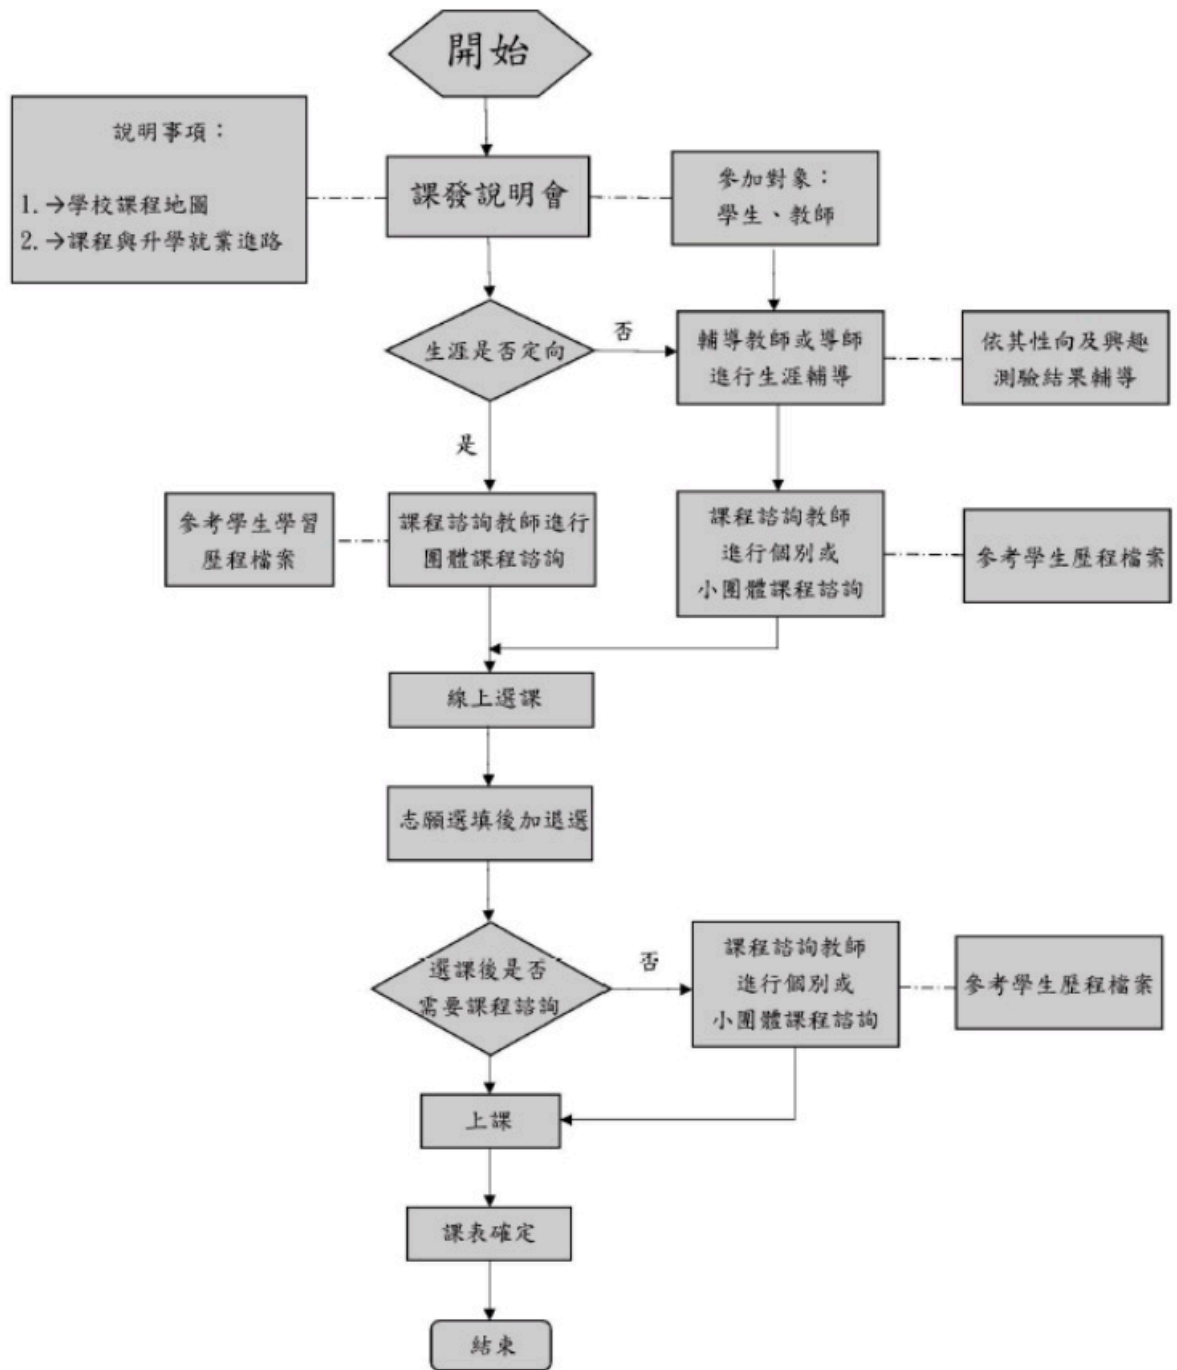 開始
說明事項：
1.→學校課程地圖
2.→課程與升學就業進路
課發說明會
參加對象：
學生、教師
生涯是否定向
否
輔導教師或導師
進行生涯輔導
依其性向及興趣
測驗結果輔導
是
參考學生學習
歷程檔案
課程諮詢教師進行
團體課程諮詢
課程諮詢教師
進行個別或
小團體課程諮詢
參考學生歷程檔案
線上選課
志願選填後加退選
選課後是否
需要課程諮詢
否
課程諮詢教師
進行個別或
小團體課程諮詢
參考學生歷程檔案
上課
課表確定
結束